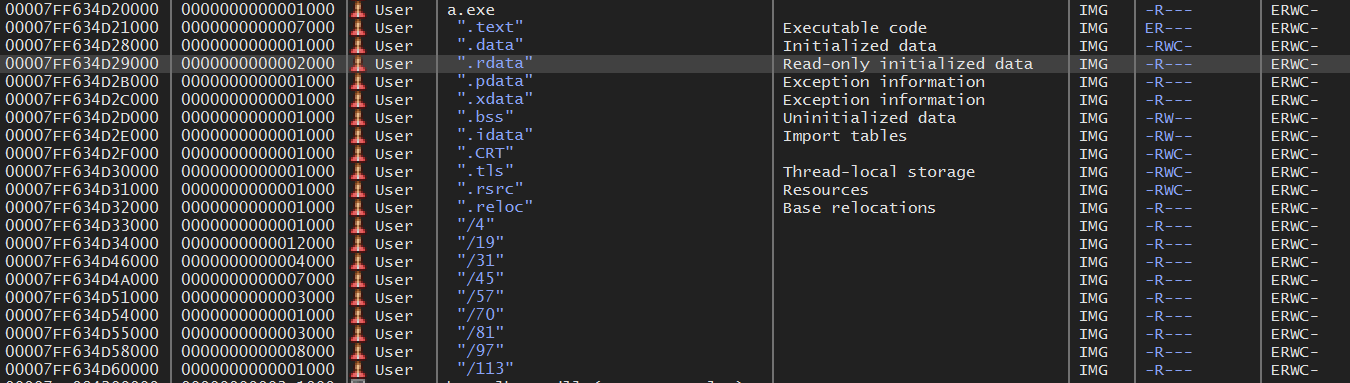 00007FF634D20000 0000000000001000 User a.exe IMG -R--- ERWC-
00007FF634D21000 0000000000007000 User ".text" Executable code IMG ER--- ERWC-
00007FF634D28000 0000000000001000 User ".data" Initialized data IMG -RWC- ERWC-
00007FF634D29000 0000000000002000 User ".rdata" Read-only initialized data IMG -R--- ERWC-
00007FF634D2B000 0000000000001000 User ".pdata" Exception information IMG -R--- ERWC-
00007FF634D2C000 0000000000001000 User ".xdata" Exception information IMG -R--- ERWC-
00007FF634D2D000 0000000000001000 User ".bss" Uninitialized data IMG -RW-- ERWC-
00007FF634D2E000 0000000000001000 User ".idata" Import tables IMG -RW-- ERWC-
00007FF634D2F000 0000000000001000 User ".CRT" IMG -RWC- ERWC-
00007FF634D30000 0000000000001000 User ".tls" Thread-local storage IMG -RWC- ERWC-
00007FF634D31000 0000000000001000 User ".rsrc" Resources IMG -RWC- ERWC-
00007FF634D32000 0000000000001000 User ".reloc" Base relocations IMG -R--- ERWC-
00007FF634D33000 0000000000001000 User "/4" IMG -R--- ERWC-
00007FF634D34000 0000000000012000 User "/19" IMG -R--- ERWC-
00007FF634D46000 0000000000004000 User "/31" IMG -R--- ERWC-
00007FF634D4A000 0000000000007000 User "/45" IMG -R--- ERWC-
00007FF634D51000 0000000000003000 User "/57" IMG -R--- ERWC-
00007FF634D54000 0000000000001000 User "/70" IMG -R--- ERWC-
00007FF634D55000 0000000000003000 User "/81" IMG -R--- ERWC-
00007FF634D58000 0000000000008000 User "/97" IMG -R--- ERWC-
00007FF634D60000 0000000000001000 User "/113" IMG -R--- ERWC-